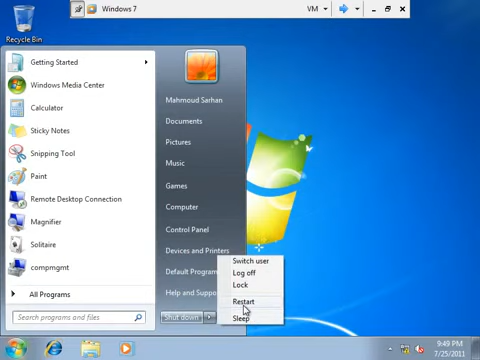 Windows 7
VM
Recycle Bin
Getting Started
Windows Media Center
Calculator
Sticky Notes
Snipping Tool
Paint
Remote Desktop Connection
Magnifier
Solitaire
compmgmt
All Programs
Search programs and files
Mahmoud Sarhan
Documents
Pictures
Music
Games
Computer
Control Panel
Devices and Printers
Default Program
Help and Suppo
Shut down
Switch user
Log off
Lock
Restart
Sleep
9:49 PM
7/25/2011